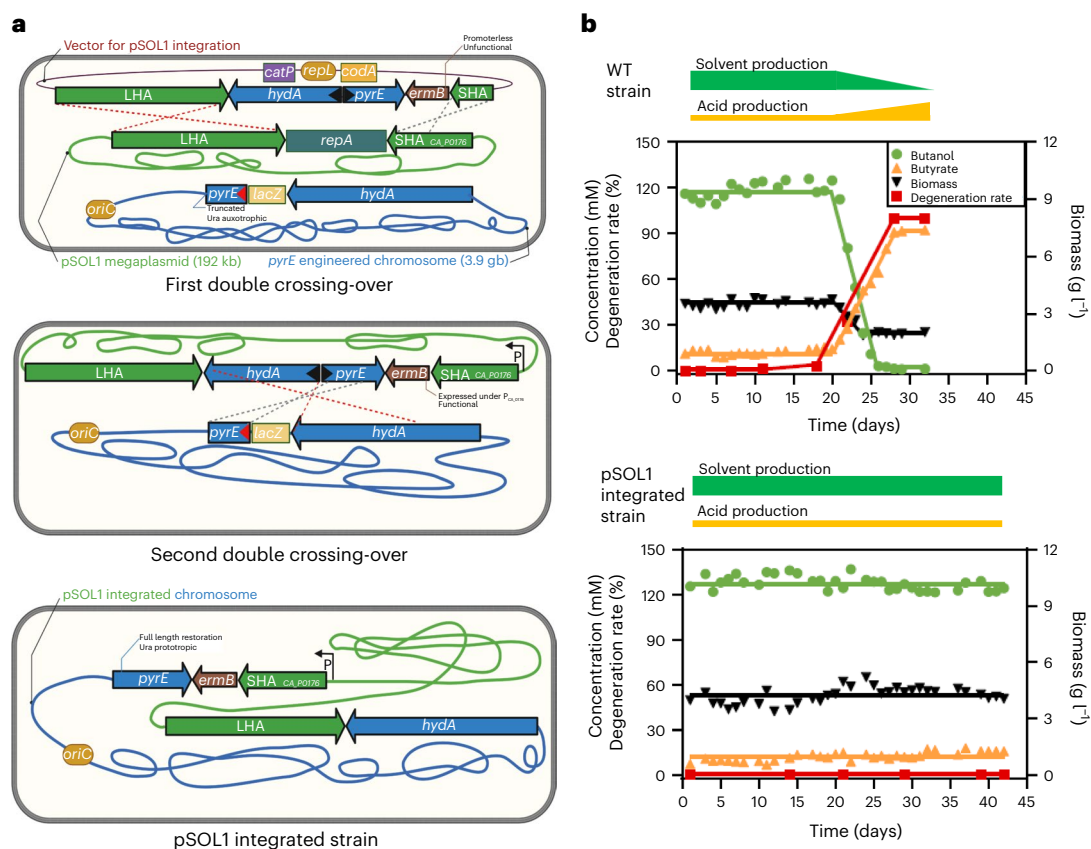 a
Vector for pSOL1 integration
Promoterless
Unfunctional
catP
repL
codA
LHA
hydA
pyrE
ermB
SHA
LHA
repA
SHA CA_P0176
pyrE
lacZ
hydA
oriC
Truncated
Ura auxotrophic
pSOL1 megaplasmid (192 kb)
pyrE engineered chromosome (3.9 gb)
First double crossing-over
P
LHA
hydA
pyrE
ermB
SHA CA_P0176
Expressed under PCA_0176
Functional
oriC
pyrE
lacZ
hydA
Second double crossing-over
pSOL1 integrated chromosome
Full length restoration
Ura prototropic
P
pyrE
ermB
SHA CA_P0176
LHA
hydA
oriC
pSOL1 integrated strain
b
WT
strain
Solvent production
Acid production
150
120
90
60
30
0
Concentration (mM)
Degeneration rate (%)
Butanol
Butyrate
Biomass
Degeneration rate
12
9
6
3
0
Biomass (g l−1)
0 5 10 15 20 25 30 35 40 45
Time (days)
pSOL1
integrated
strain
Solvent production
Acid production
150
120
90
60
30
0
Concentration (mM)
Degeneration rate (%)
12
9
6
3
0
Biomass (g l−1)
0 5 10 15 20 25 30 35 40 45
Time (days)